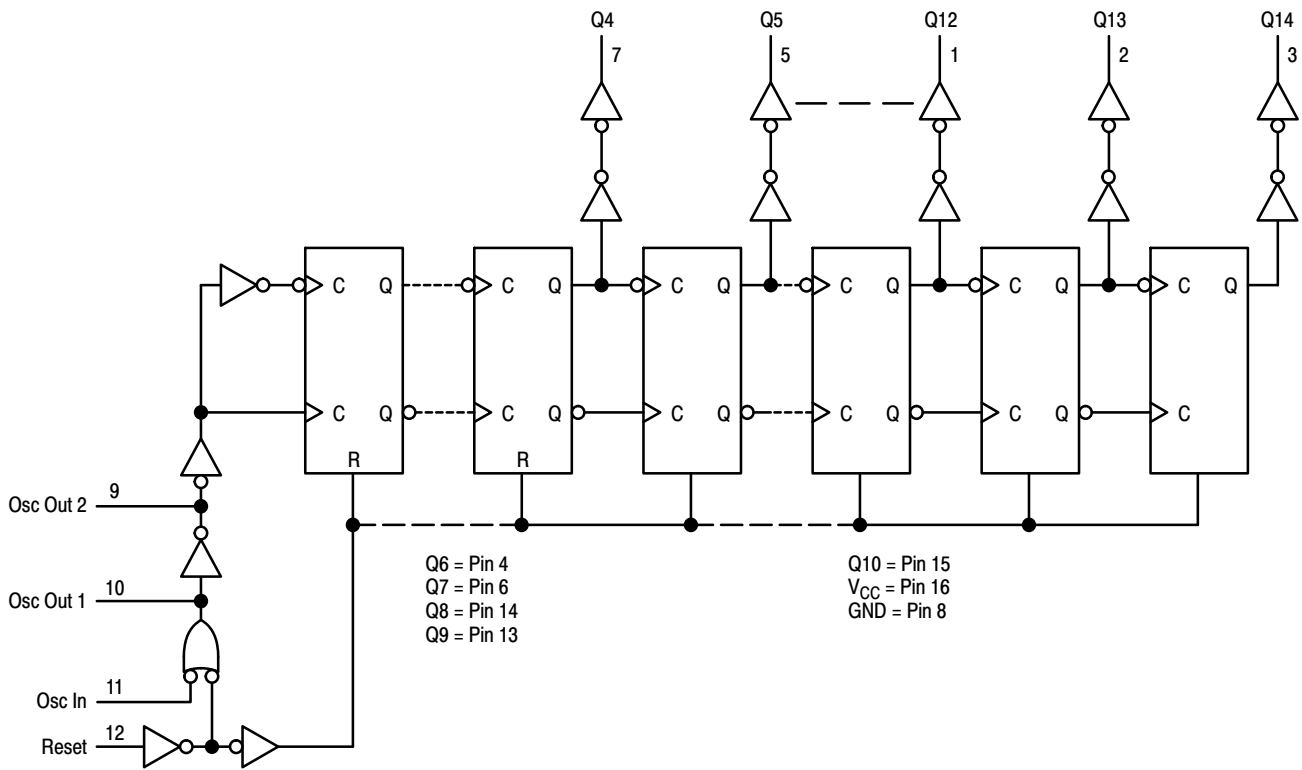 Q4 Q5 Q12 Q13 Q14
7 5 1 2 3
C Q C Q C Q C Q C Q C Q
C Q C Q C Q C Q C Q C
R R
Osc Out 2 9
Q6 = Pin 4
Q7 = Pin 6
Q8 = Pin 14
Q9 = Pin 13
Q10 = Pin 15
VCC = Pin 16
GND = Pin 8
Osc Out 1 10
Osc In 11
Reset 12